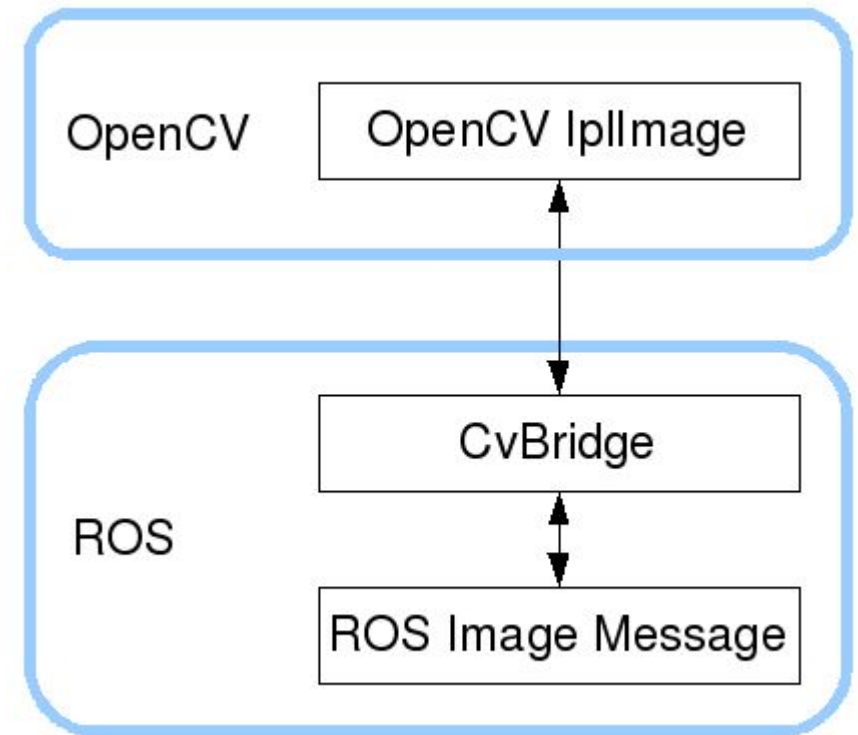 OpenCV
OpenCV IplImage
CvBridge
ROS
ROS Image Message